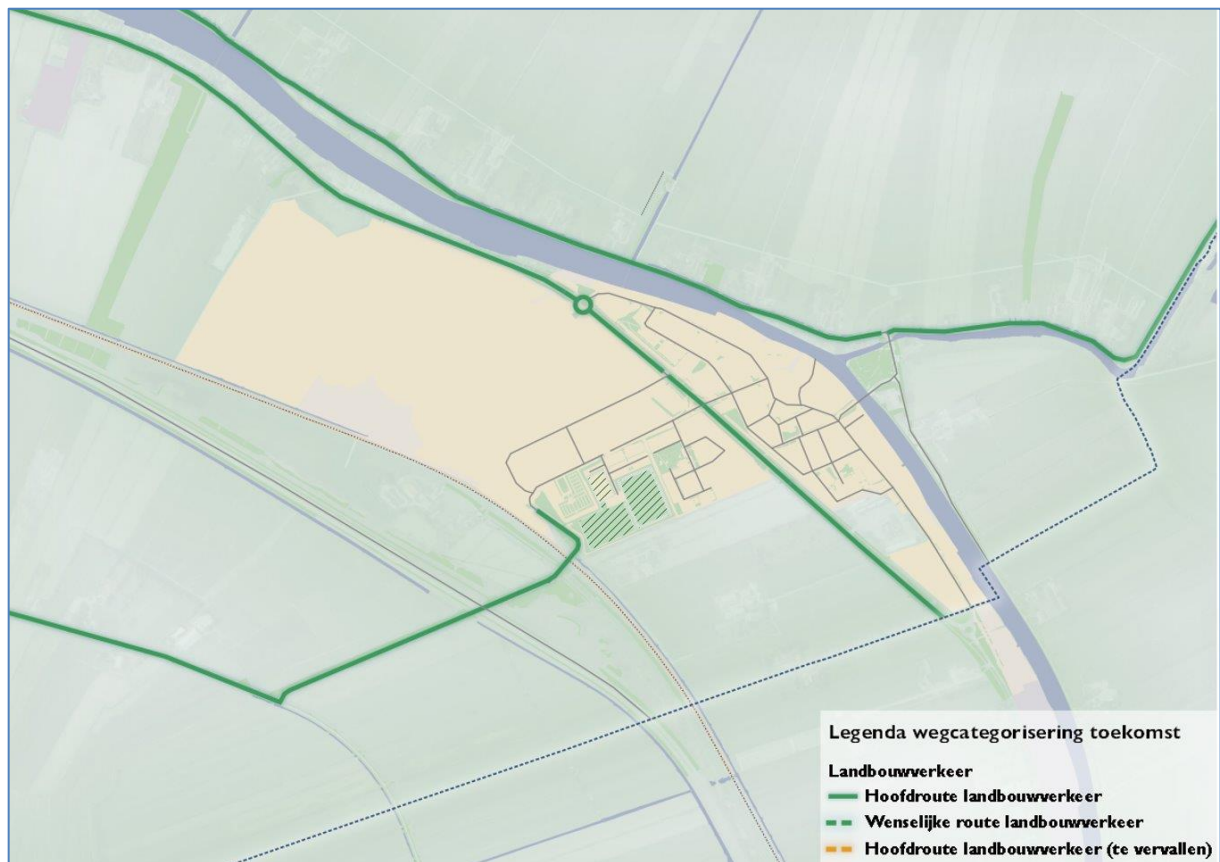 Legenda wegcategorisering toekomst
Landbouwverkeer
Hoofdroute landbouwverkeer
Wenselijke route landbouwverkeer
Hoofdroute landbouwverkeer (te vervallen)